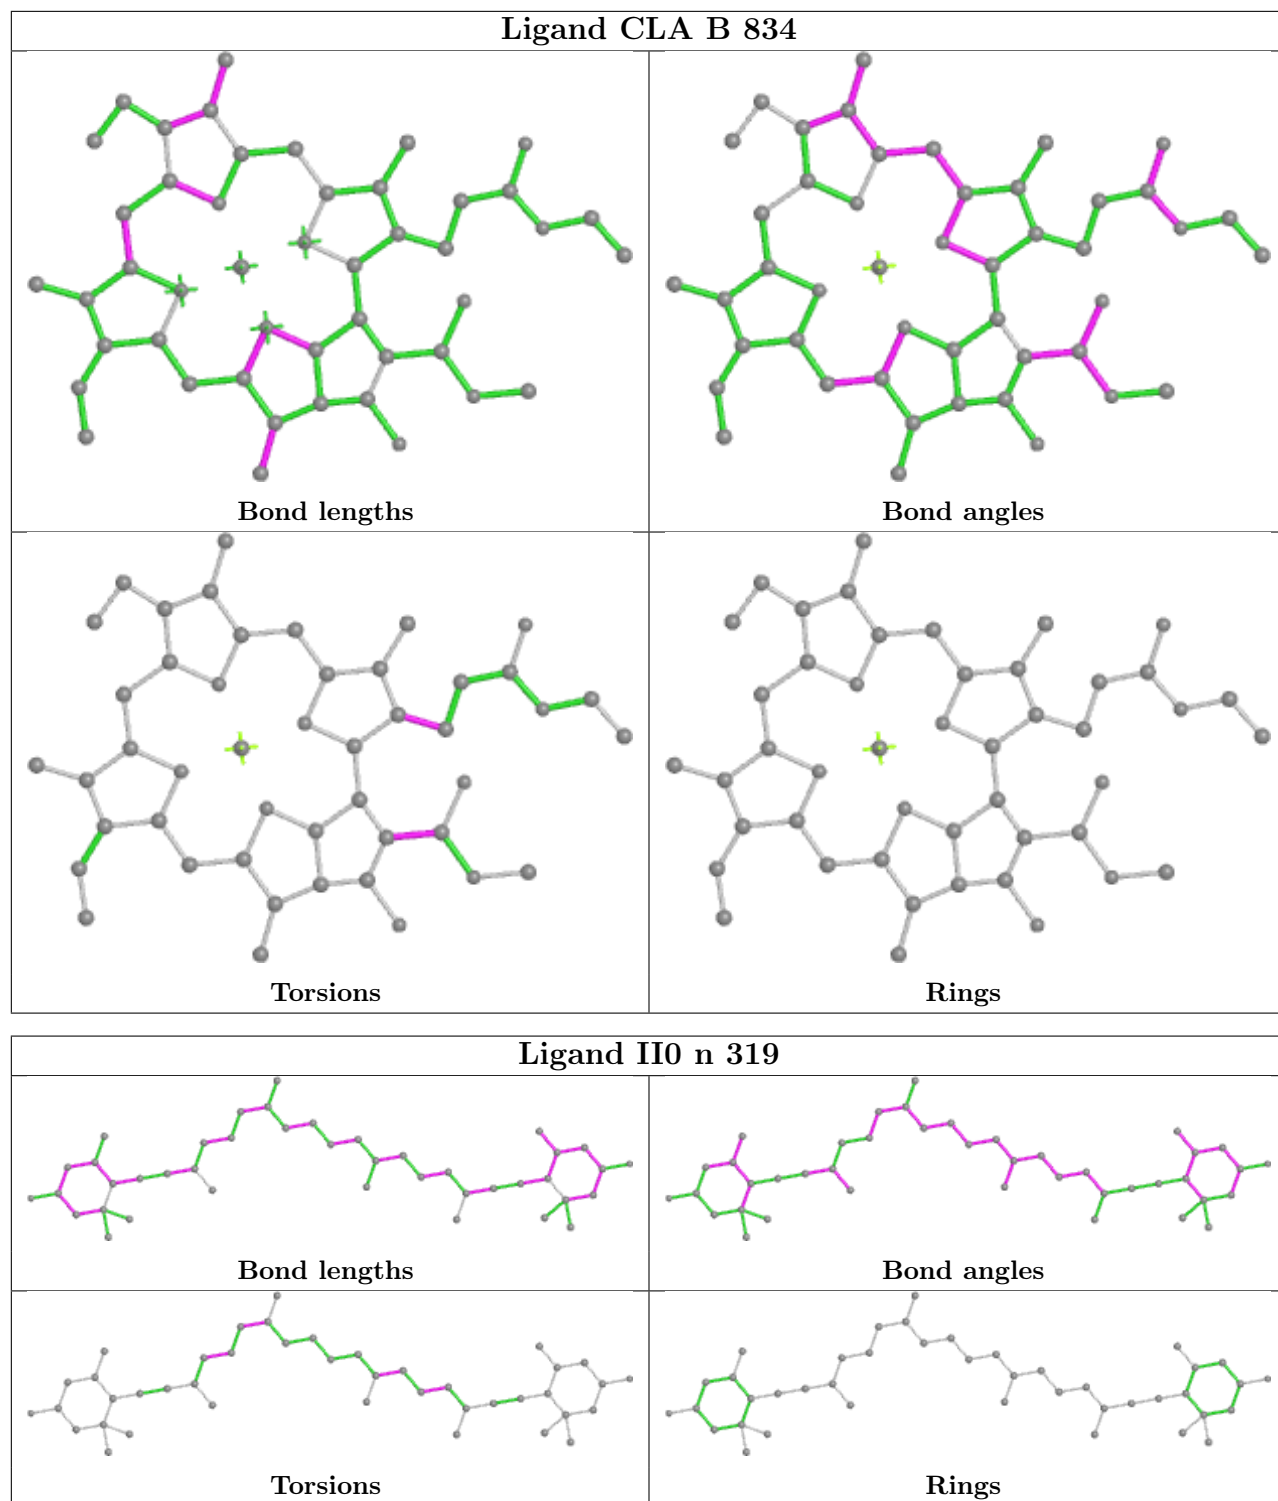 Ligand CLA B 834
Bond lengths
Bond angles
Torsions
Rings
Ligand II0 n 319
Bond lengths
Bond angles
Torsions
Rings